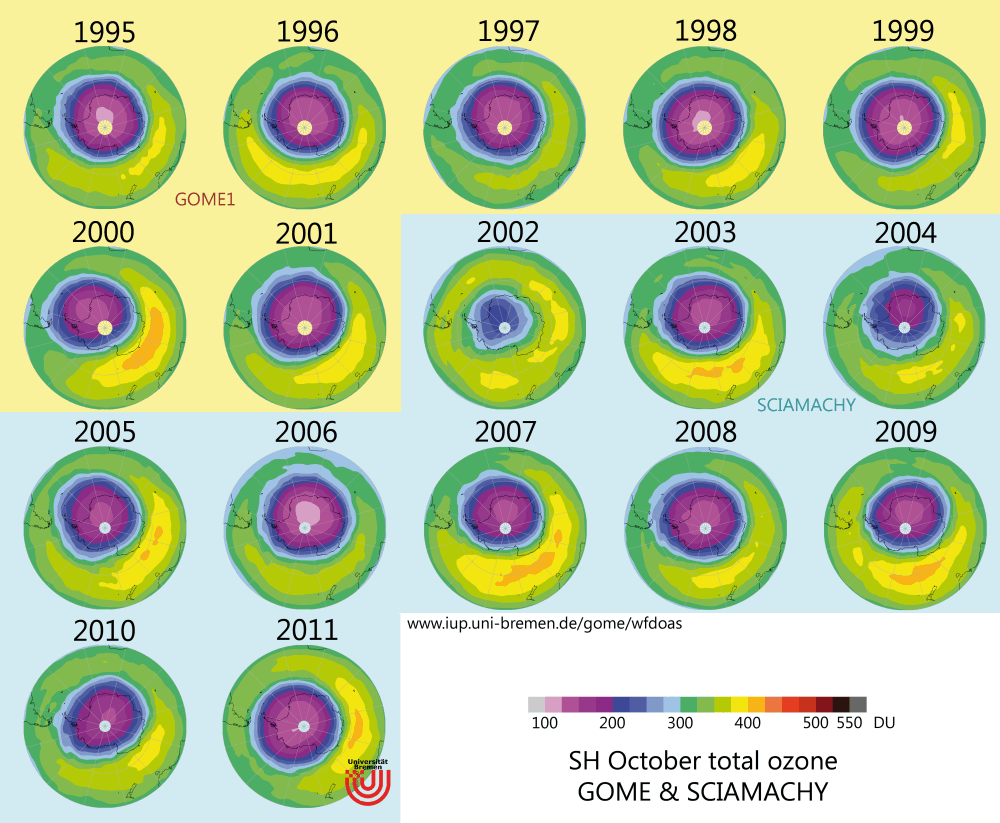 1995
1996
1997
1998
1999
GOME1
2000
2001
2002
2003
2004
SCIAMACHY
2005
2006
2007
2008
2009
2010
2011
www.iup.uni-bremen.de/gome/wfdoas
Universität
Bremen
100 200 300 400 500 550 DU
SH October total ozone
GOME & SCIAMACHY